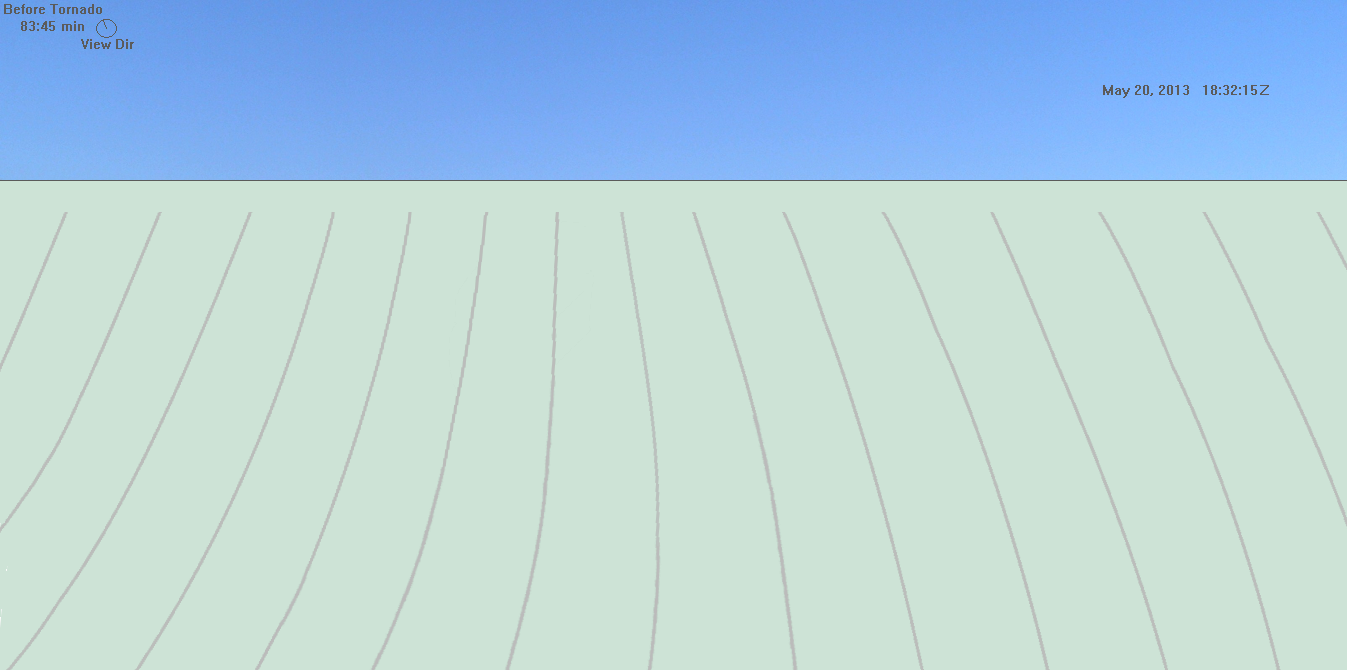 Before Tornado
83:45 min
View Dir
May 20, 2013 18:32:15Z